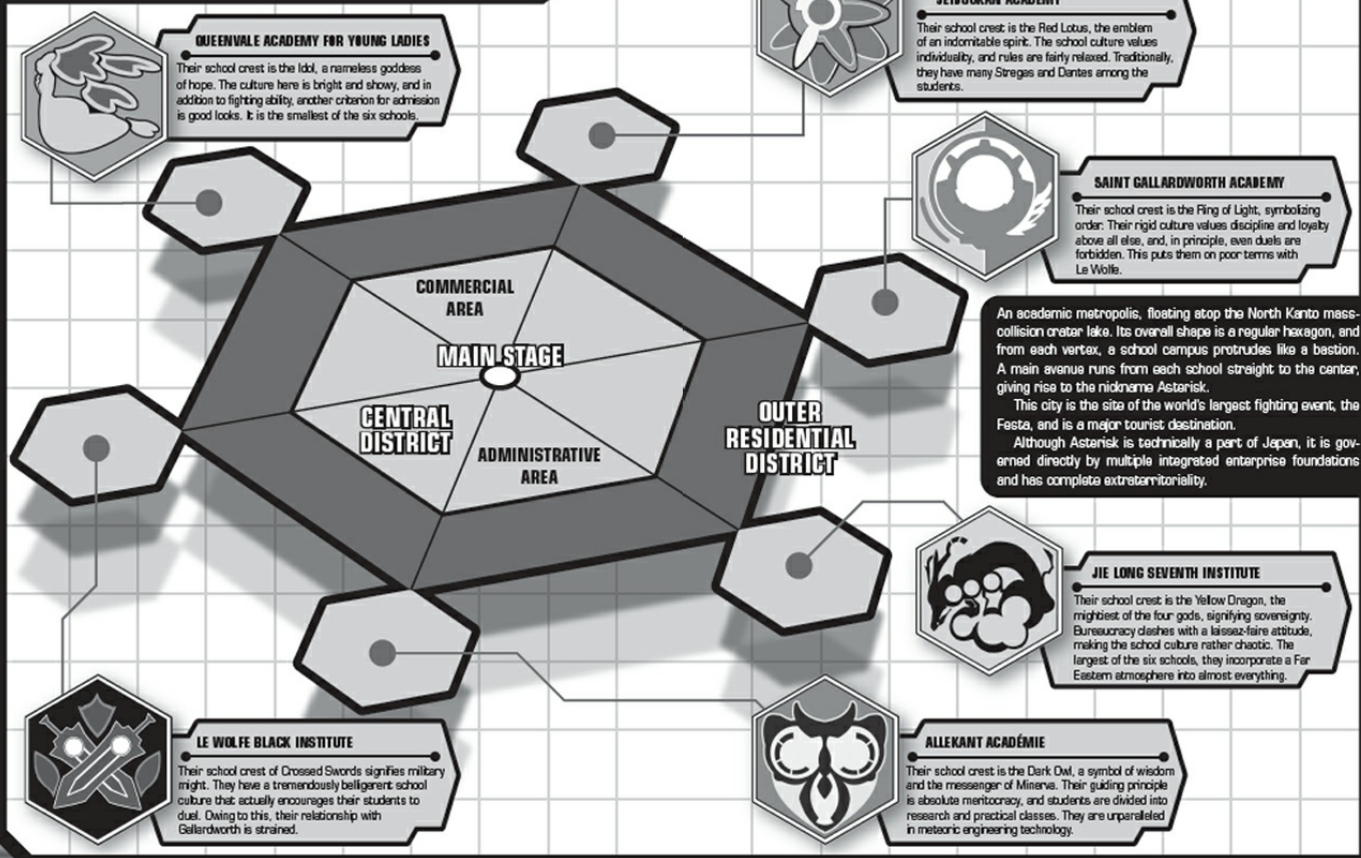 QUEENVALE ACADEMY FOR YOUNG LADIES
Their school crest is the Idol, a nameless goddess
of hope. The culture here is bright and showy, and in
addition to fighting ability, another criterion for admission
is good looks. It is the smallest of the six schools.
JEIDOUKAN ACADEMY
Their school crest is the Red Lotus, the emblem
of an indomitable spirit. The school culture values
individuality, and rules are fairly relaxed. Traditionally,
they have many Stregas and Dantes among the
students.
SAINT GALLARDWORTH ACADEMY
Their school crest is the Ring of Light, symbolizing
order. Their rigid culture values discipline and loyalty
above all else, and, in principle, even duels are
forbidden. This puts them on poor terms with
Le Wolfe.
COMMERCIAL
AREA
MAIN STAGE
CENTRAL
DISTRICT
ADMINISTRATIVE
AREA
OUTER
RESIDENTIAL
DISTRICT
An academic metropolis, floating atop the North Kanto mass-
collision crater lake. Its overall shape is a regular hexagon, and
from each vertex, a school campus protrudes like a bastion.
A main avenue runs from each school straight to the center,
giving rise to the nickname Asterisk.
This city is the site of the world's largest fighting event, the
Festa, and is a major tourist destination.
Although Asterisk is technically a part of Japan, it is gov-
erned directly by multiple integrated enterprise foundations
and has complete extraterritoriality.
JIE LONG SEVENTH INSTITUTE
Their school crest is the Yellow Dragon, the
mightiest of the four gods, signifying sovereignty.
Bureaucracy clashes with a laissez-faire attitude,
making the school culture rather chaotic. The
largest of the six schools, they incorporate a Far
Eastern atmosphere into almost everything.
LE WOLFE BLACK INSTITUTE
Their school crest of Crossed Swords signifies military
might. They have a tremendously belligerent school
culture that actually encourages their students to
duel. Owing to this, their relationship with
Gallardworth is strained.
ALLEKANT ACADÉMIE
Their school crest is the Dark Owl, a symbol of wisdom
and the messenger of Minerva. Their guiding principle
is absolute meritocracy, and students are divided into
research and practical classes. They are unparalleled
in meteoric engineering technology.